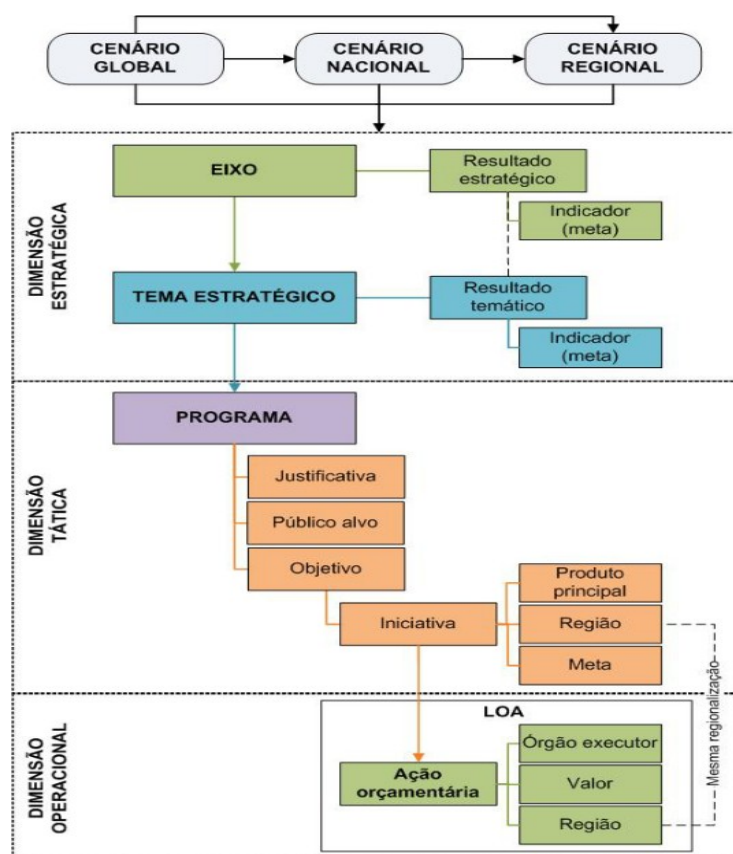 CENÁRIO
GLOBAL
CENÁRIO
NACIONAL
CENÁRIO
REGIONAL
DIMENSÃO
ESTRATÉGICA
EIXO
Resultado
estratégico
Indicador
(meta)
TEMA ESTRATÉGICO
Resultado
temático
Indicador
(meta)
DIMENSÃO
TÁTICA
PROGRAMA
Justificativa
Público alvo
Objetivo
Iniciativa
Produto
principal
Região
Meta
Mesma regionalização
DIMENSÃO
OPERACIONAL
LOA
Ação
orçamentária
Órgão executor
Valor
Região